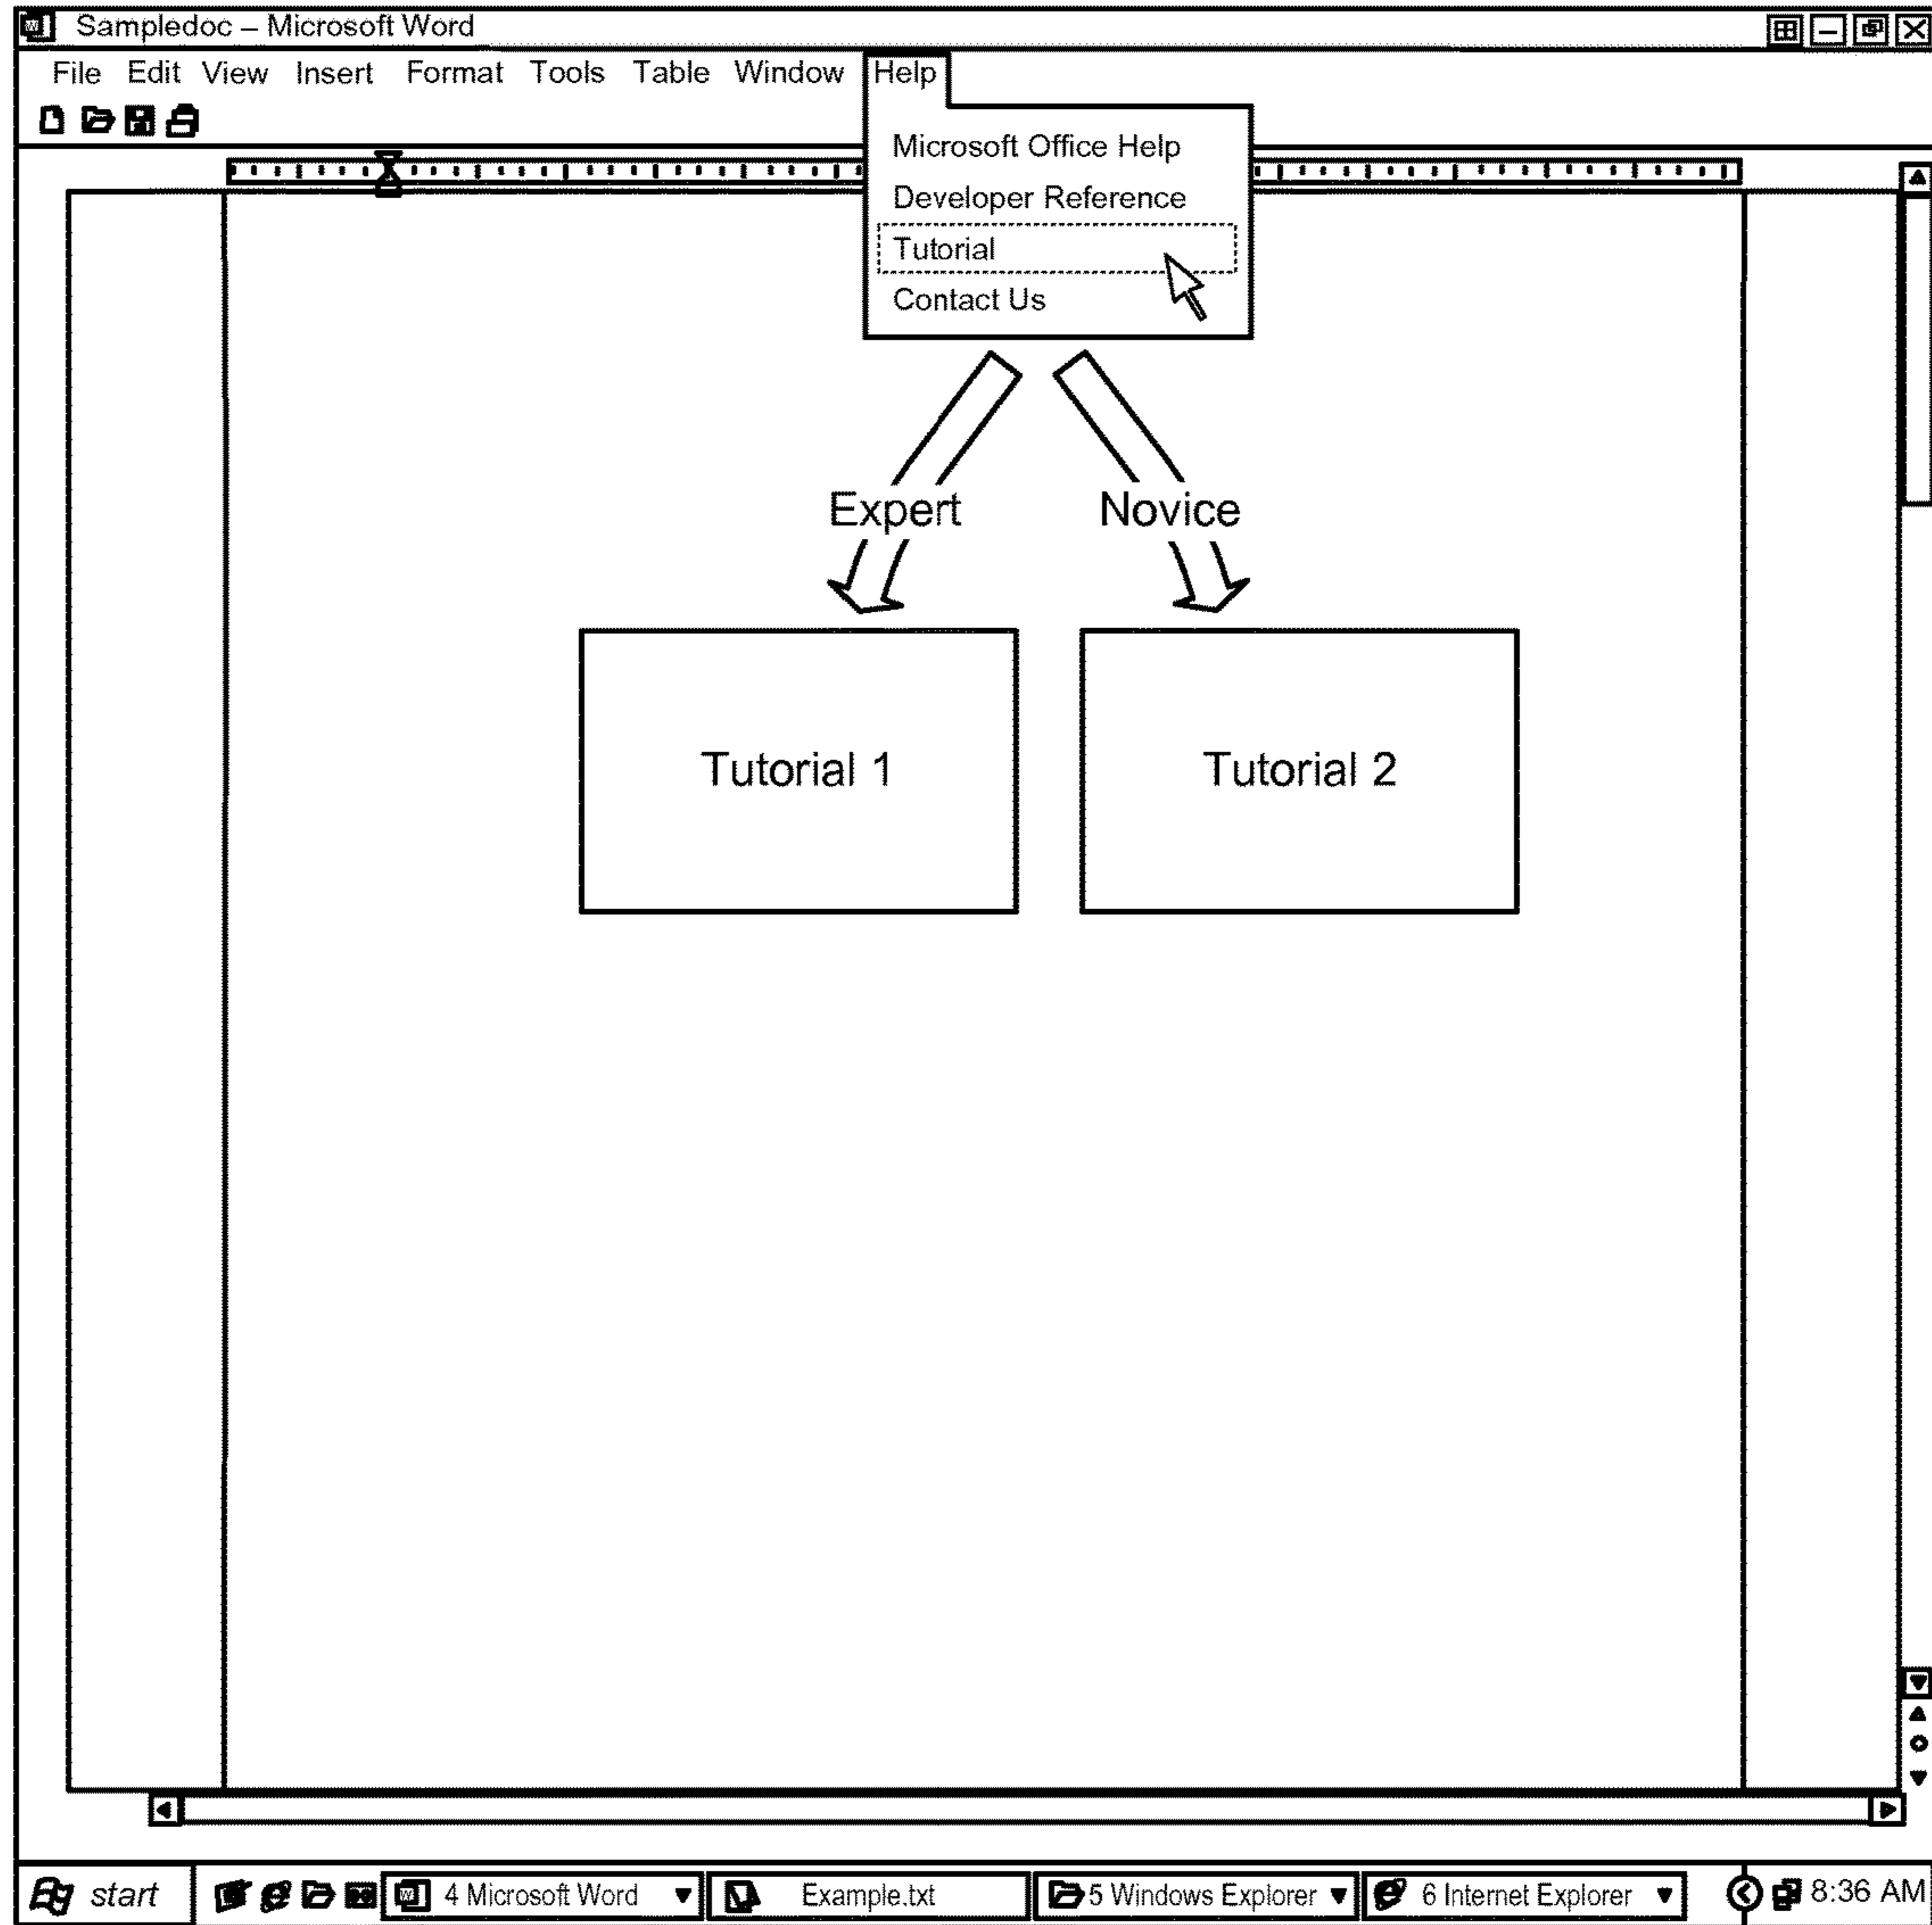 Sampledoc – Microsoft Word
File Edit View Insert Format Tools Table Window Help
Microsoft Office Help
Developer Reference
Tutorial
Contact Us
Expert Novice
Tutorial 1 Tutorial 2
start 4 Microsoft Word Example.txt 5 Windows Explorer 6 Internet Explorer 8:36 AM